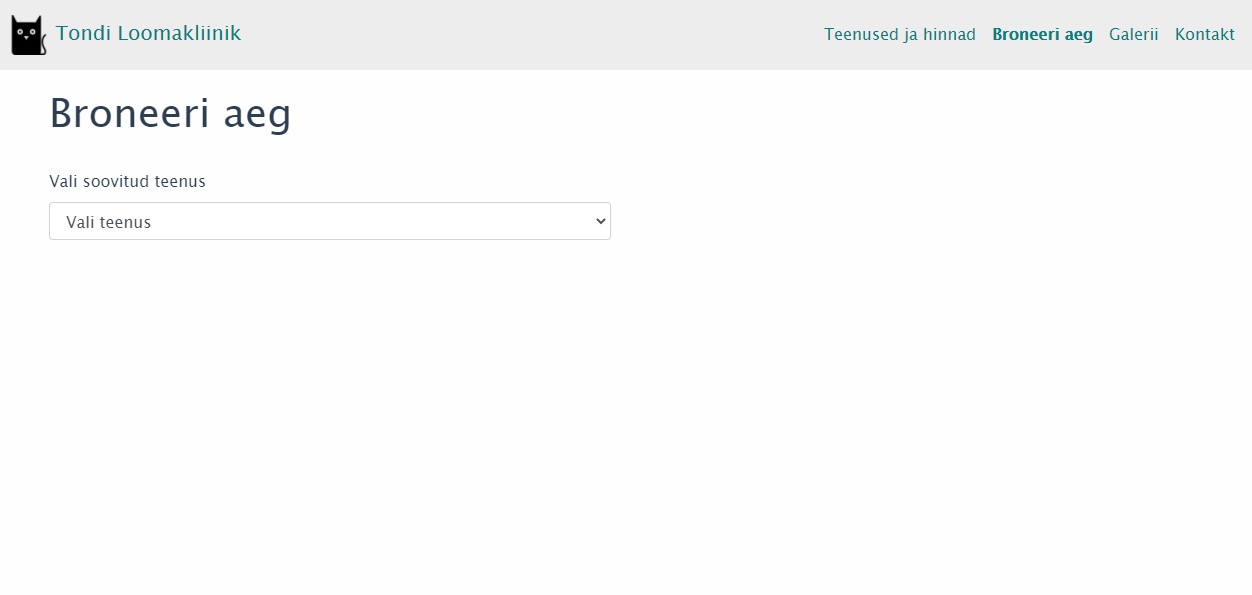 Tondi Loomakliinik
Teenused ja hinnad Broneeri aeg Galerii Kontakt
Broneeri aeg
Vali soovitud teenus
Vali teenus